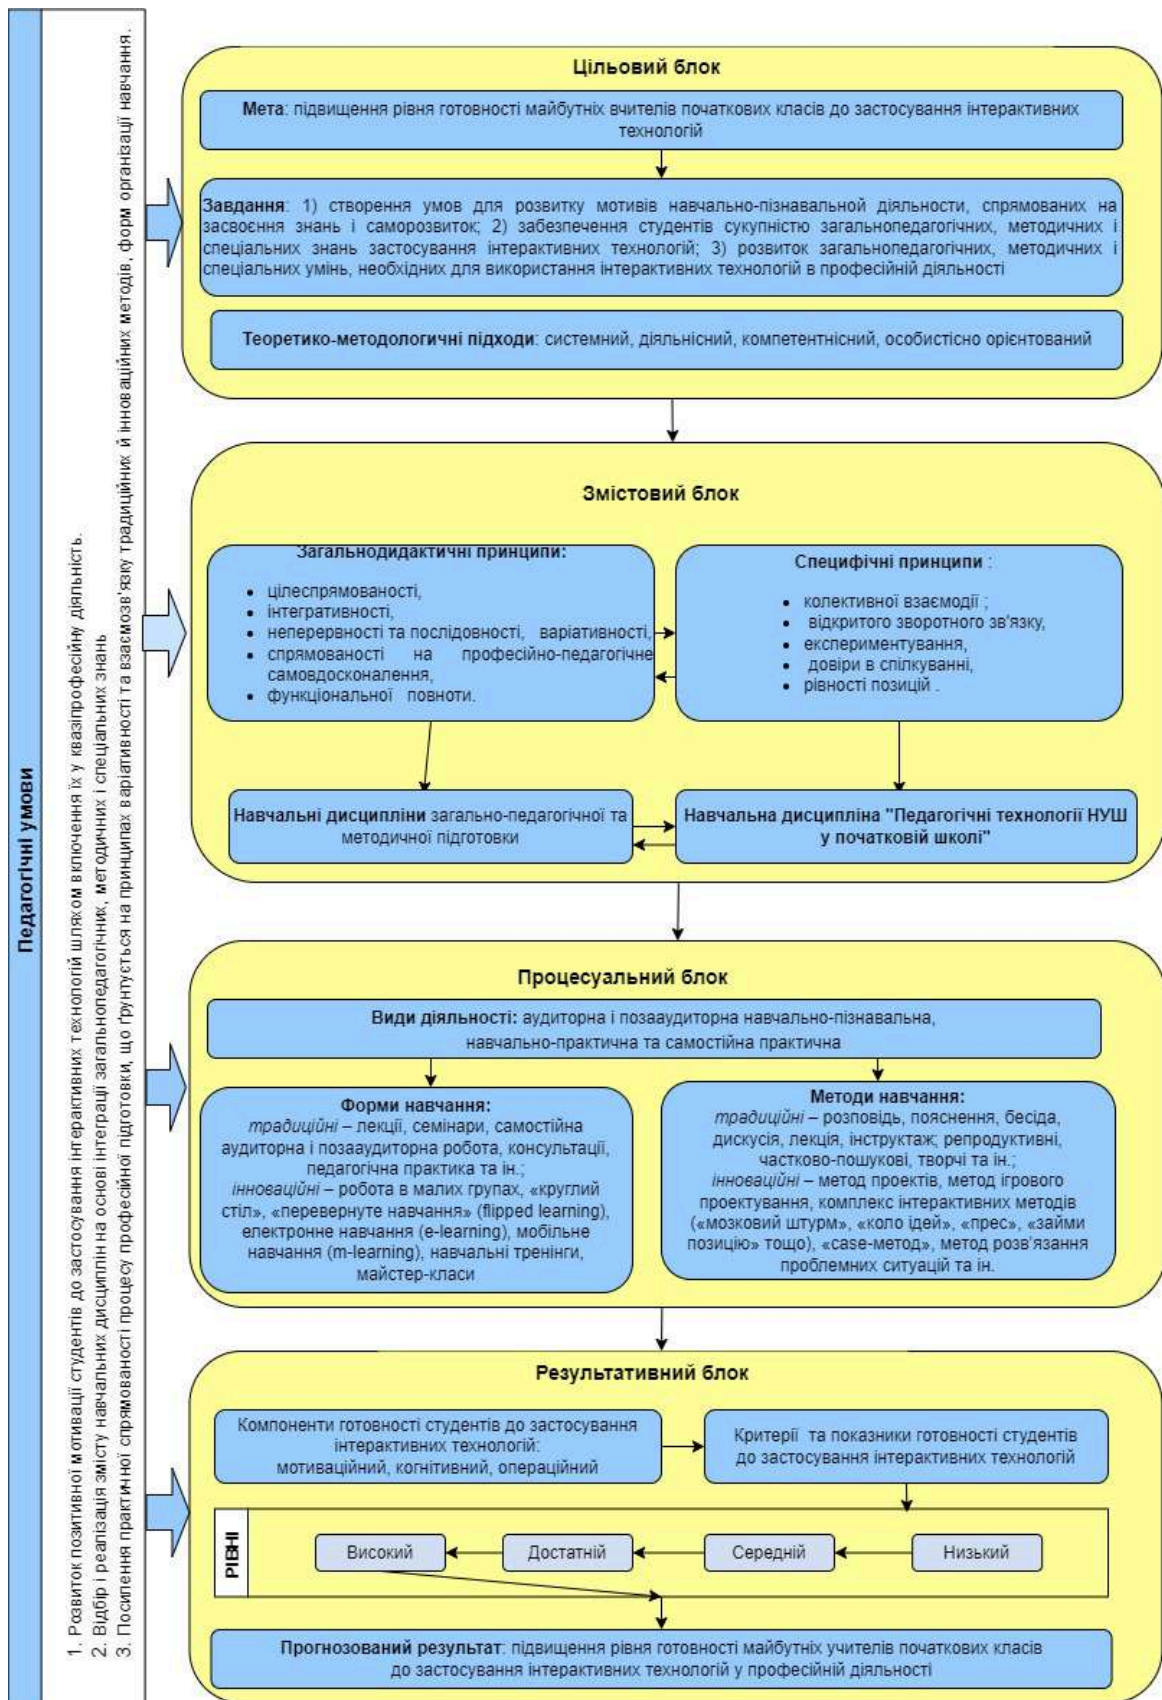 Педагогічні умови
1. Розвиток позитивної мотивації студентів до застосування інтерактивних технологій шляхом включення їх у квазіпрофесійну діяльність.
2. Відбір і реалізація змісту навчальних дисциплін на основі інтеграції загальнопедагогічних, методичних і спеціальних знань
3. Посилення практичної спрямованості процесу професійної підготовки, що ґрунтується на принципах варіативності та взаємозв'язку традиційних й інноваційних методів, форм організації навчання.
Цільовий блок
Мета: підвищення рівня готовності майбутніх вчителів початкових класів до застосування інтерактивних
технологій
Завдання: 1) створення умов для розвитку мотивів навчально-пізнавальної діяльності, спрямованих на
засвоєння знань і саморозвиток; 2) забезпечення студентів сукупністю загальнопедагогічних, методичних і
спеціальних знань застосування інтерактивних технологій; 3) розвиток загальнопедагогічних, методичних і
спеціальних умінь, необхідних для використання інтерактивних технологій в професійній діяльності
Теоретико-методологичні підходи: системний, діяльнісний, компетентнісний, особистісно орієнтований
Змістовий блок
Загальнодидактичні принципи:
• цілеспрямованості,
• інтегративності,
• неперервності та послідовності, варіативності,
• спрямованості на професійно-педагогічне
самовдосконалення,
• функціональної повноти.
Специфічні принципи :
• колективної взаємодії ;
• відкритого зворотного зв'язку,
• експериментування,
• довіри в спілкуванні,
• рівності позицій .
Навчальні дисципліни загально-педагогічної та
методичної підготовки
Навчальна дисципліна "Педагогічні технології НУШ
у початковій школі"
Процесуальний блок
Види діяльності: аудиторна і позааудиторна навчально-пізнавальна,
навчально-практична та самостійна практична
Форми навчання:
традиційні – лекції, семінари, самостійна
аудиторна і позааудиторна робота, консультації,
педагогічна практика та ін.;
інноваційні – робота в малих групах, «круглий
стіл», «перевернуте навчання» (flipped learning),
електронне навчання (e-learning), мобільне
навчання (m-learning), навчальні тренінги,
майстер-класи
Методи навчання:
традиційні – розповідь, пояснення, бесіда,
дискусія, лекція, інструктаж; репродуктивні,
частково-пошукові, творчі та ін.;
інноваційні – метод проектів, метод ігрового
проектування, комплекс інтерактивних методів
(«мозковий штурм», «коло ідей», «прес», «займи
позицію» тощо), «case-метод», метод розв'язання
проблемних ситуацій та ін.
Результативний блок
Компоненти готовності студентів до застосування
інтерактивних технологій:
мотиваційний, когнітивний, операційний
Критерії та показники готовності студентів
до застосування інтерактивних технологій
РІВНІ
Високий
Достатній
Середній
Низький
Прогнозований результат: підвищення рівня готовності майбутніх учителів початкових класів
до застосування інтерактивних технологій у професійній діяльності